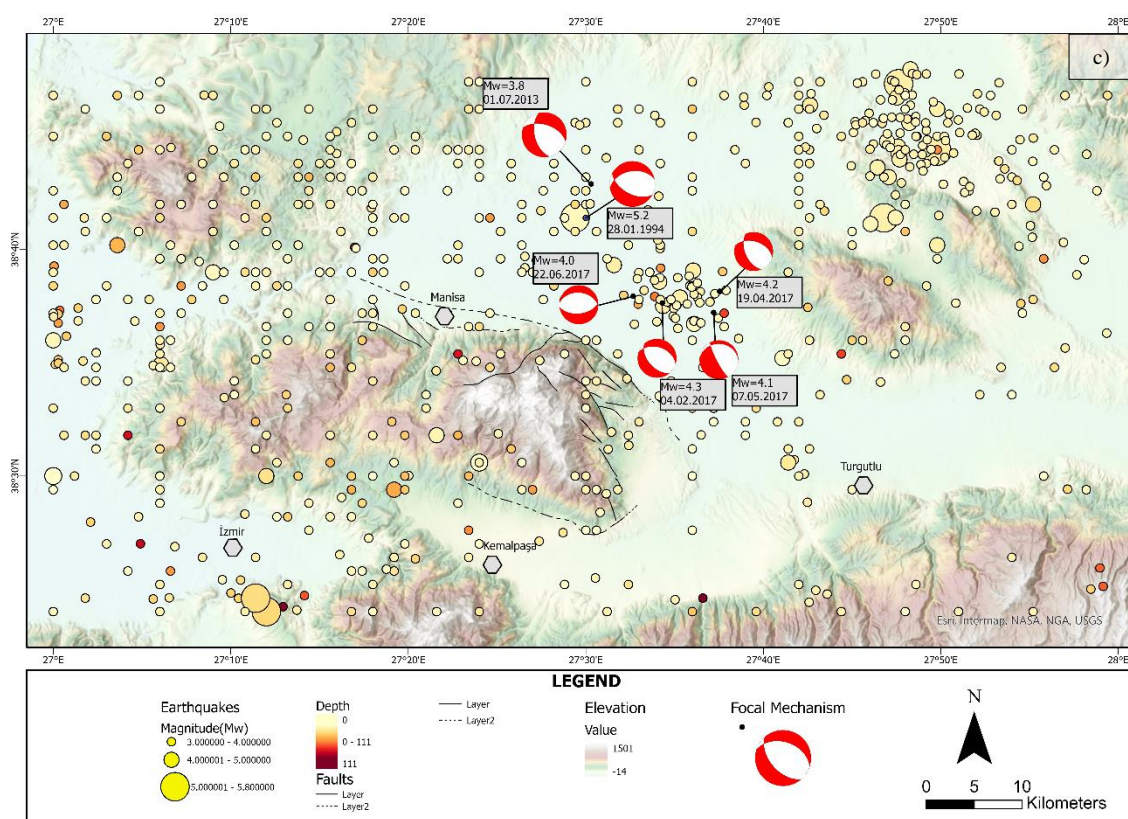 27°E 27°10'E 27°20'E 27°30'E 27°40'E 27°50'E 28°E
c)
Mw=3.8
01.07.2013
Mw=5.2
28.01.1994
38°40'N
38°40'N
Mw=4.0
22.06.2017
Mw=4.2
19.04.2017
Manisa
Mw=4.3
04.02.2017
Mw=4.1
07.05.2017
38°30'N
38°30'N
Turgutlu
İzmir
Kemalpaşa
Esri, Intermap, NASA, NGA, USGS
27°E 27°10'E 27°20'E 27°30'E 27°40'E 27°50'E 28°E
LEGEND
Earthquakes
Magnitude(Mw)
3.000000 - 4.000000
4.000001 - 5.000000
5.000001 - 5.800000
Depth
0
0 - 111
111
Faults
Layer
Layer2
Layer
Layer2
Elevation
Value
1501
-14
Focal Mechanism
N
0 5 10
Kilometers